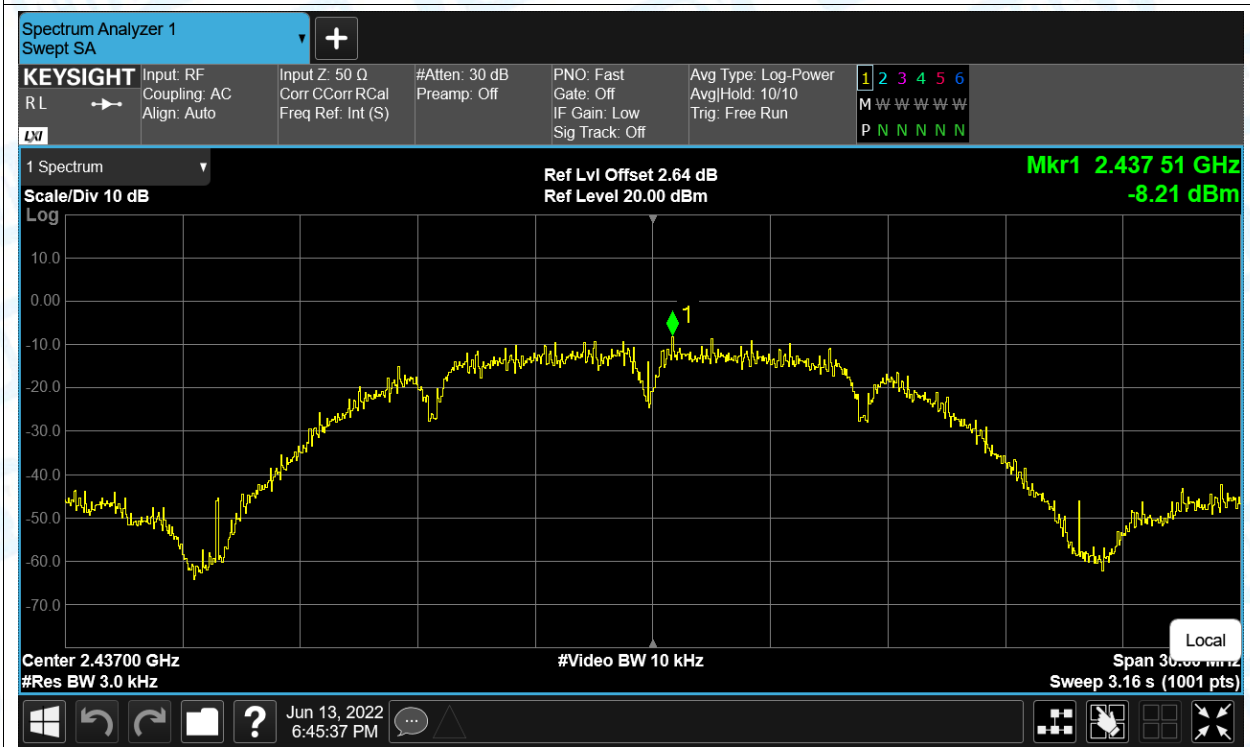 Spectrum Analyzer 1
Swept SA
KEYSIGHT
R L
LXI
Input: RF
Coupling: AC
Align: Auto
Input Z: 50 Ω
Corr CCorr RCal
Freq Ref: Int (S)
#Atten: 30 dB
Preamp: Off
PNO: Fast
Gate: Off
IF Gain: Low
Sig Track: Off
Avg Type: Log-Power
Avg|Hold: 10/10
Trig: Free Run
1 2 3 4 5 6
M W W W W W W
P N N N N N
1 Spectrum
Scale/Div 10 dB
Log
Ref Lvl Offset 2.64 dB
Ref Level 20.00 dBm
Mkr1 2.437 51 GHz
-8.21 dBm
10.0
0.00
-10.0
-20.0
-30.0
-40.0
-50.0
-60.0
-70.0
1
Local
Center 2.43700 GHz
#Res BW 3.0 kHz
#Video BW 10 kHz
Span 30.00 MHz
Sweep 3.16 s (1001 pts)
?
Jun 13, 2022
6:45:37 PM